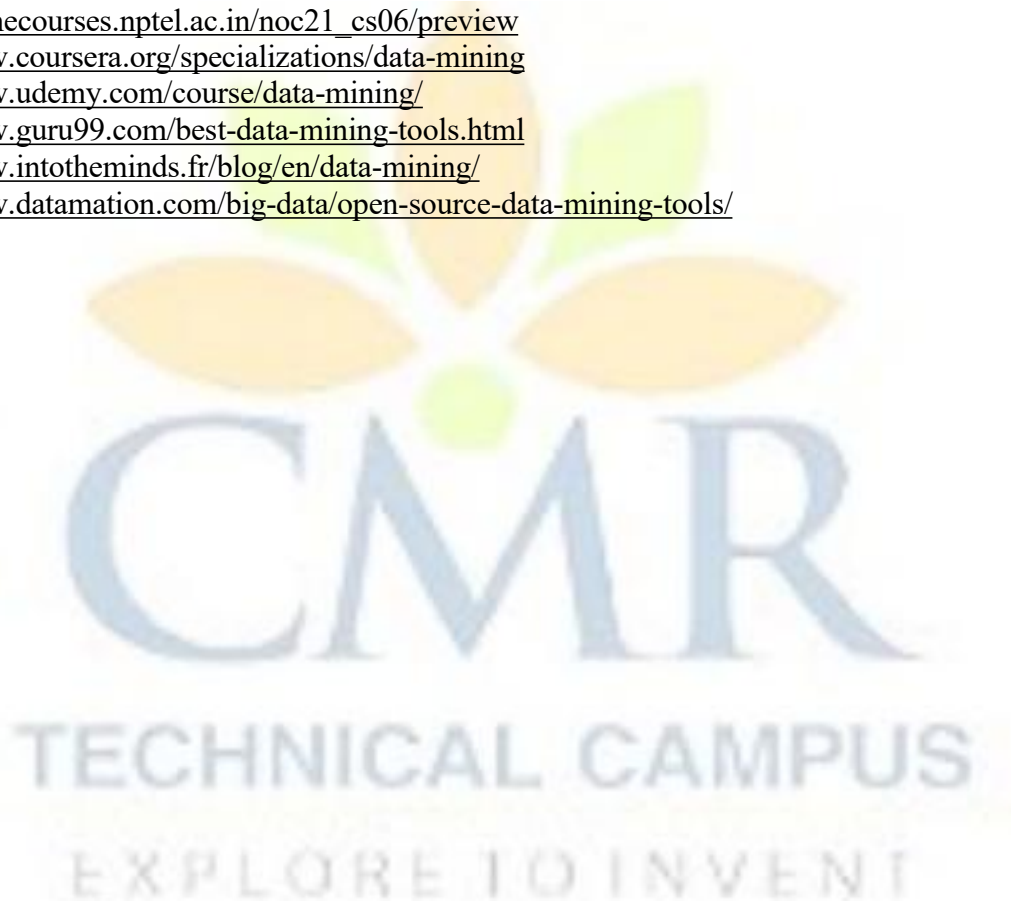 necourses.nptel.ac.in/noc21_cs06/preview
.coursera.org/specializations/data-mining
.udemy.com/course/data-mining/
.guru99.com/best-data-mining-tools.html
.intotheminds.fr/blog/en/data-mining/
.datamation.com/big-data/open-source-data-mining-tools/
CMR
TECHNICAL CAMPUS
EXPLORE TO INVENT